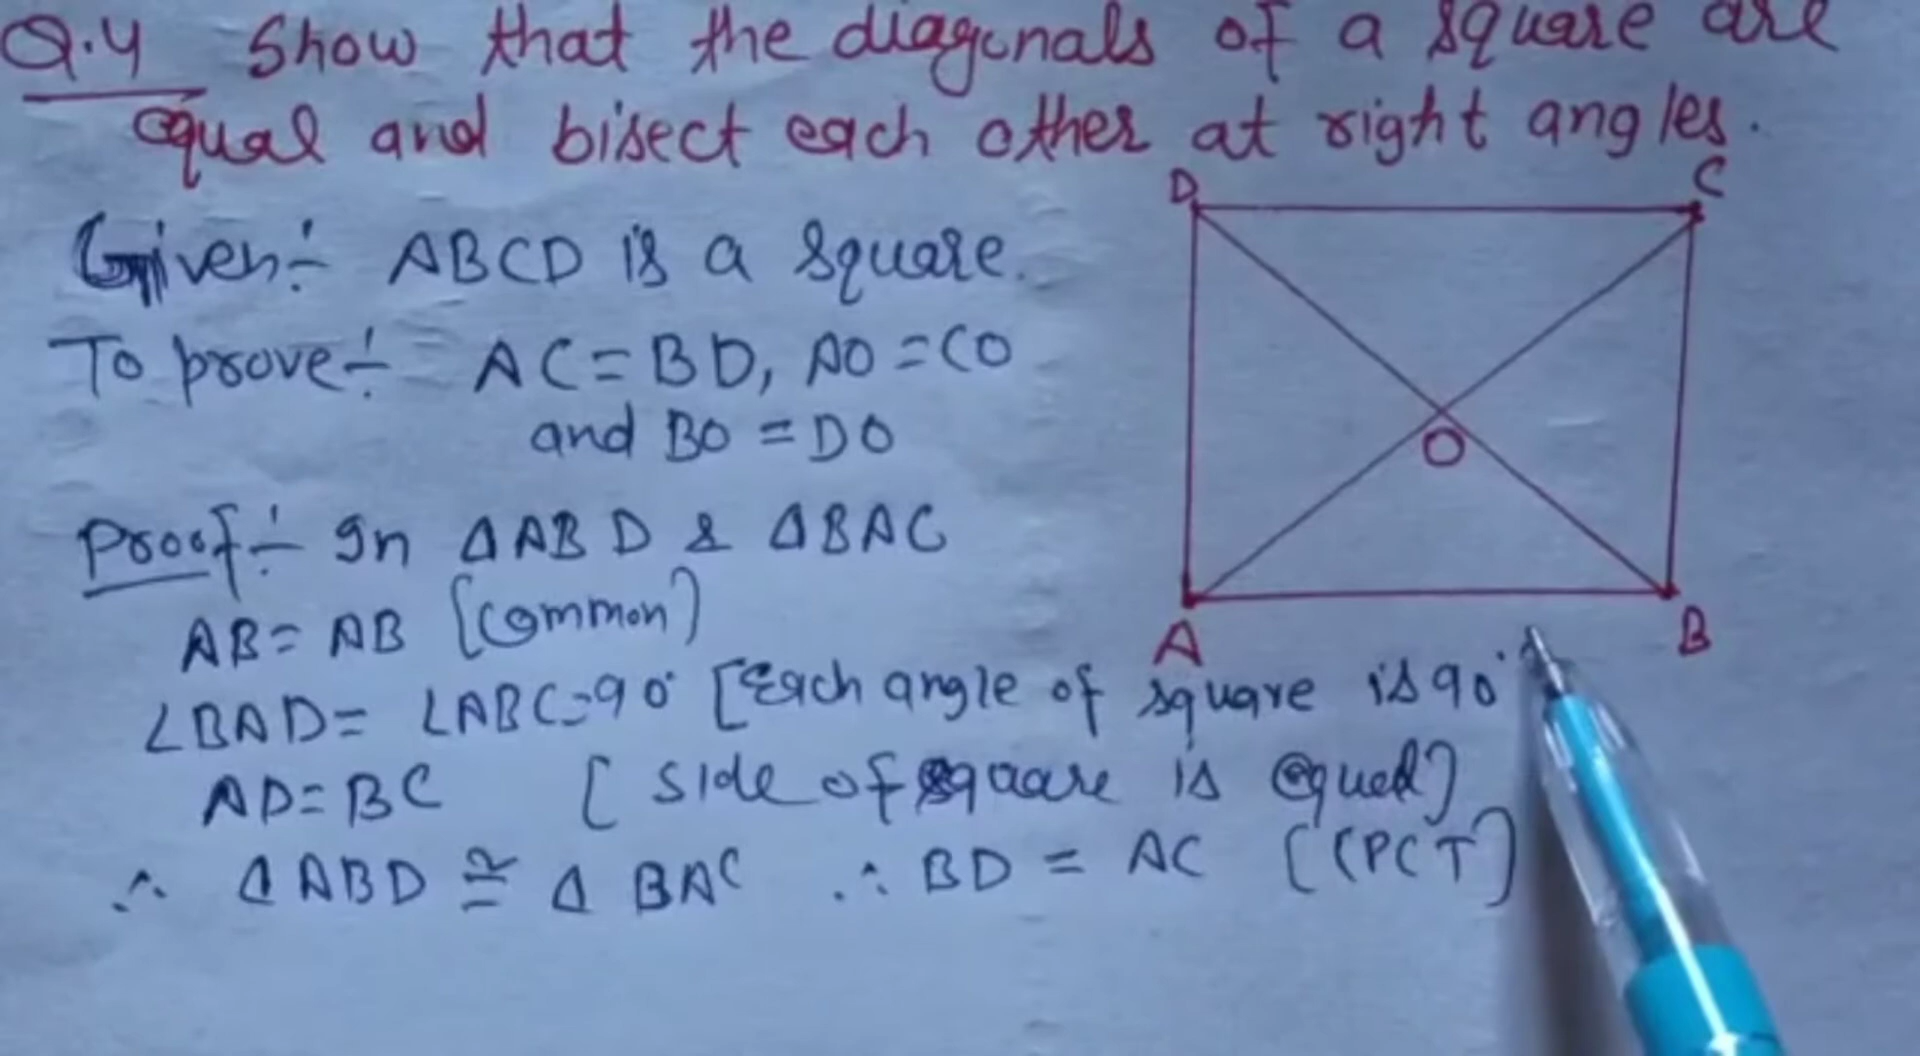 Q.4 Show that the diagonals of a square are
equal and bisect each other at right angles.
Given:- ABCD is a square.
To prove:- AC = BD, AO = CO
and BO = DO
Proof:- In ΔABD & ΔBAC
AB = AB [Common]
∠BAD = ∠ABC = 90° [Each angle of square is 90°
AD = BC [side of square is equal]
∴ ΔABD ≅ ΔBAC ∴ BD = AC [CPCT]
D C
O
A B